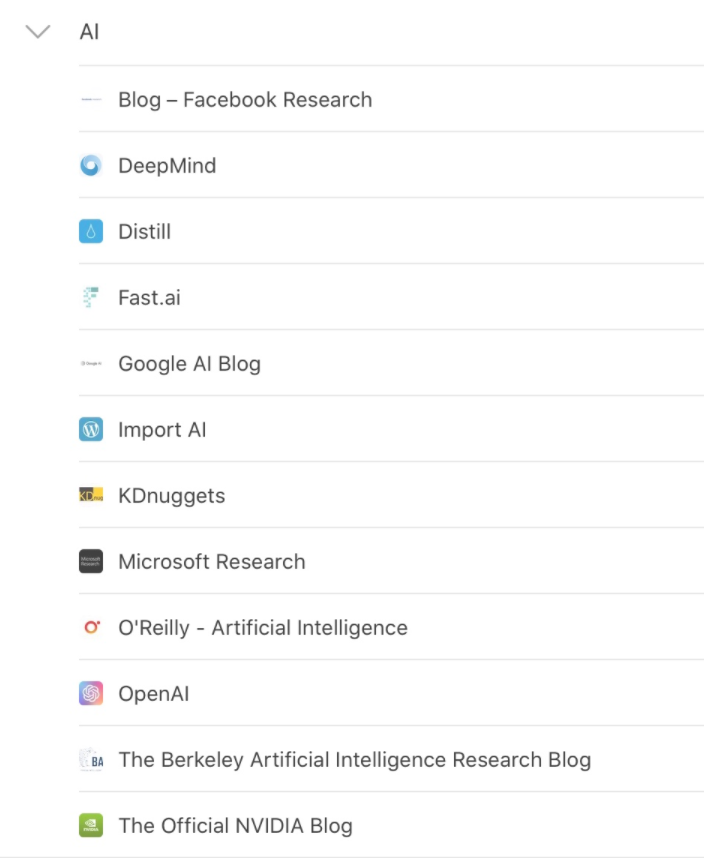 AI
Blog – Facebook Research
DeepMind
Distill
Fast.ai
Google AI Blog
Import AI
KDnuggets
Microsoft Research
O'Reilly - Artificial Intelligence
OpenAI
BA The Berkeley Artificial Intelligence Research Blog
The Official NVIDIA Blog